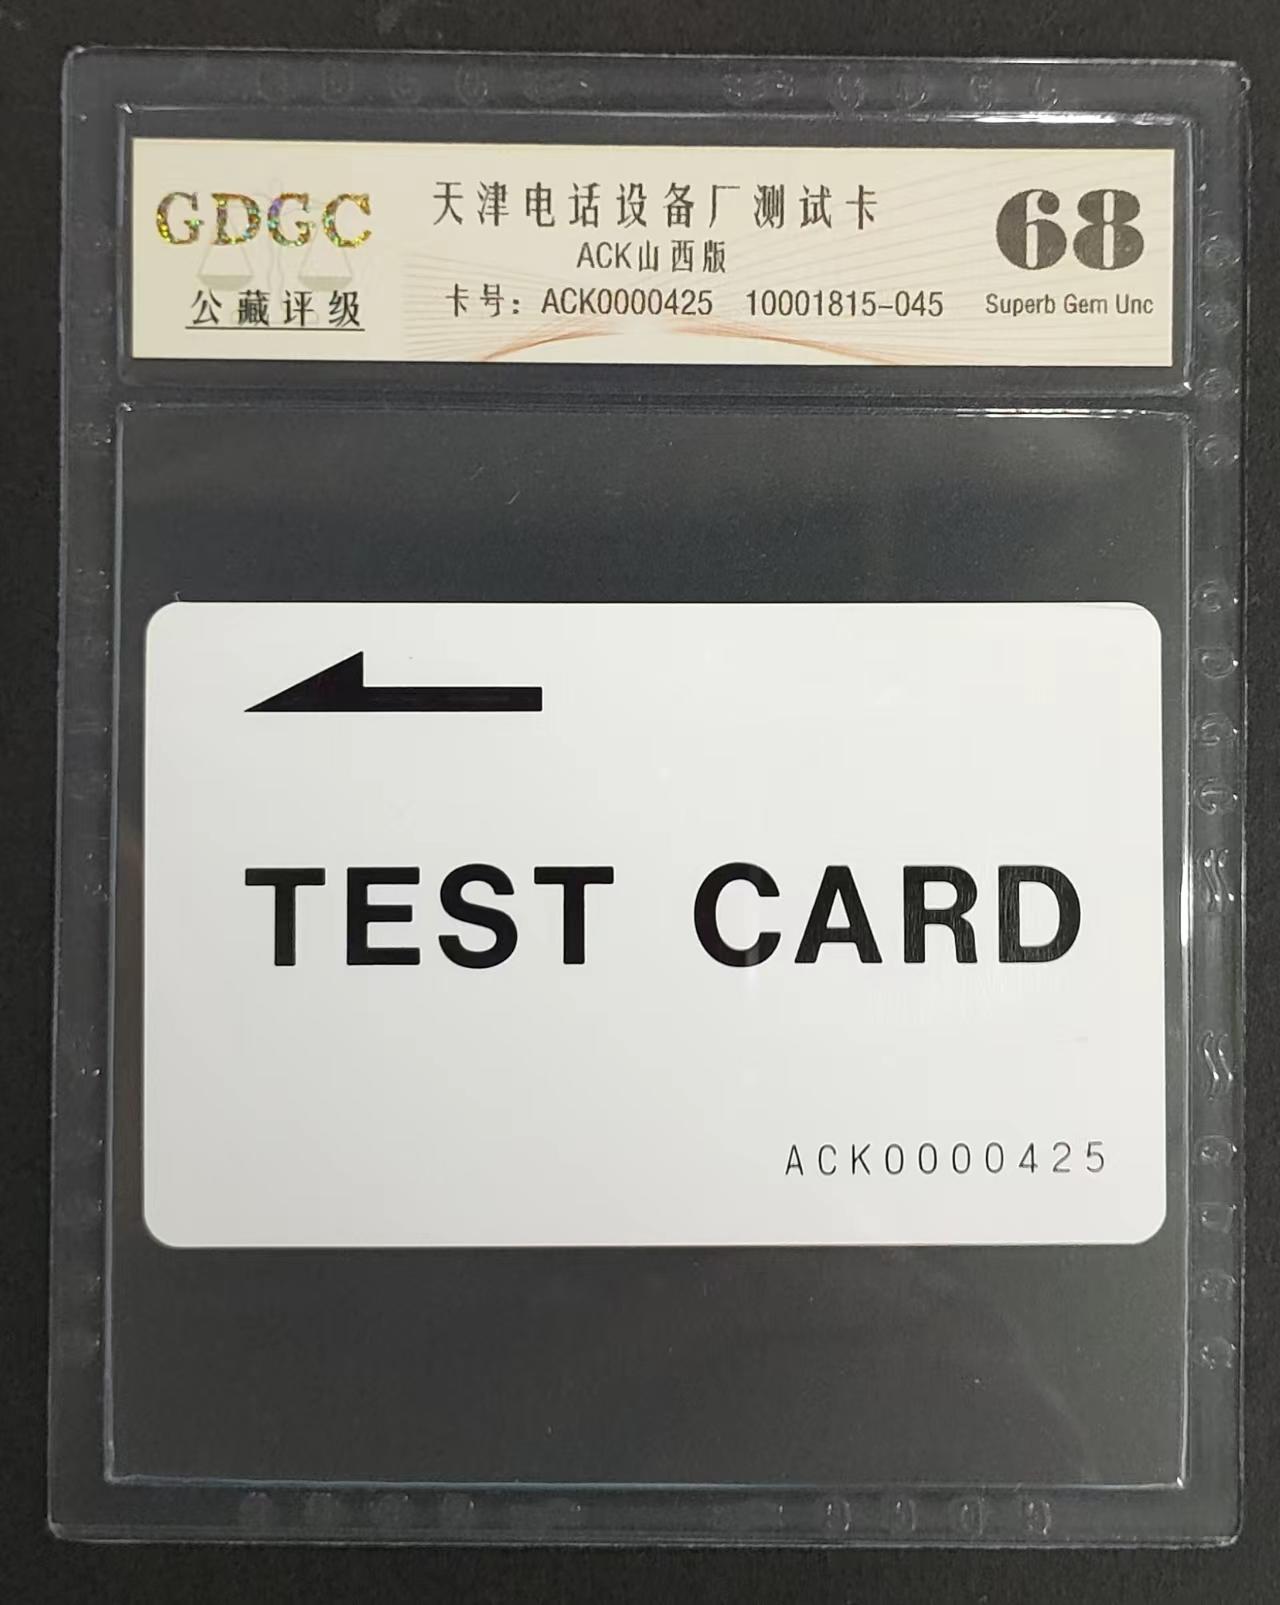 GDGC
公藏评级
天津电话设备厂测试卡
ACK山西版
卡号：ACK0000425 10001815-045
68
Superb Gem Unc
TEST CARD
ACK0000425